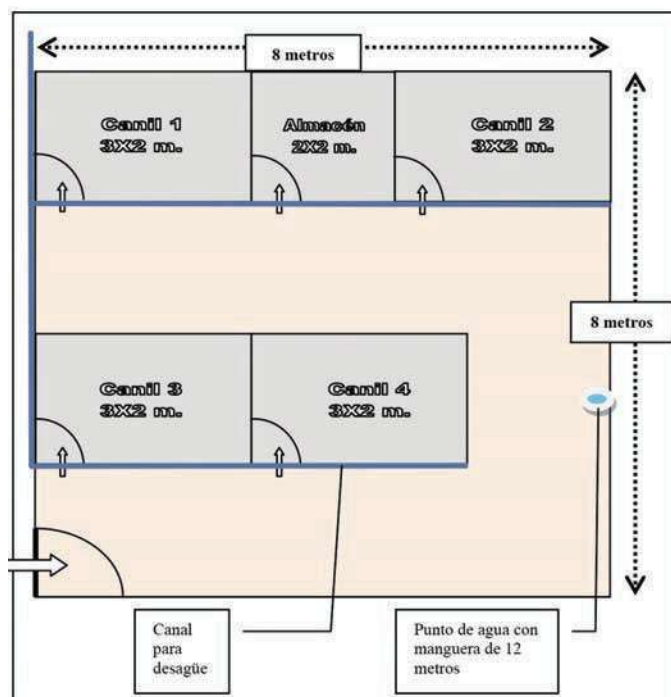 8 metros
Canil 1
3X2 m.
Almacén
2X2 m.
Canil 2
3X2 m.
8 metros
Canil 3
3X2 m.
Canil 4
3X2 m.
Canal
para
desagüe
Punto de agua con
manguera de 12
metros